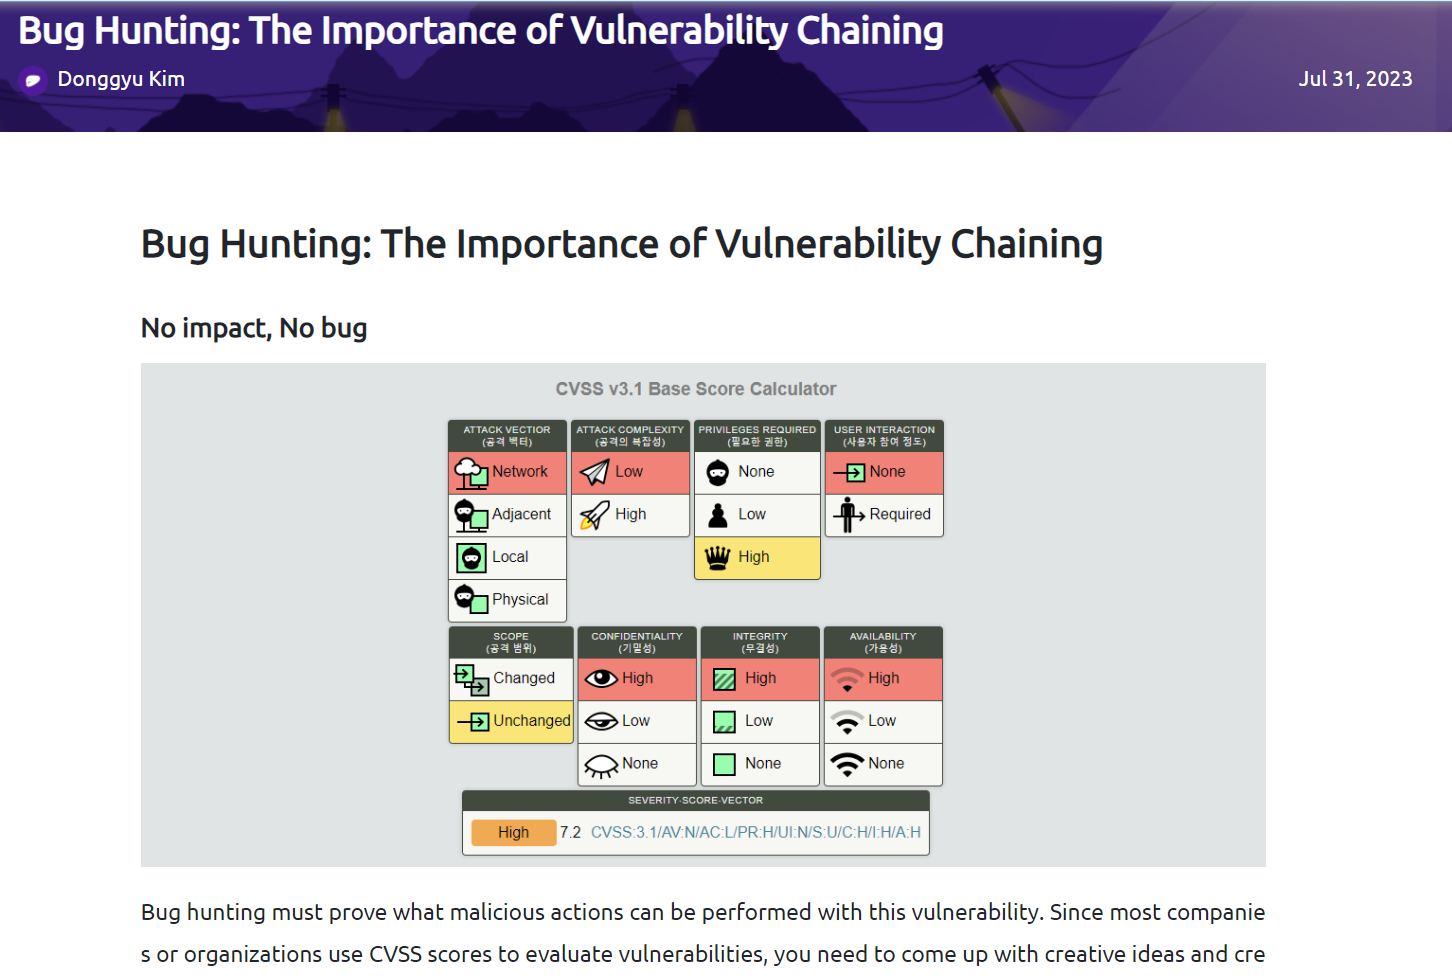 Bug Hunting: The Importance of Vulnerability Chaining
Donggyu Kim
Jul 31, 2023
Bug Hunting: The Importance of Vulnerability Chaining
No impact, No bug
CVSS v3.1 Base Score Calculator
ATTACK VECTIOR
(공격 백터)
Network
Adjacent
Local
Physical
ATTACK COMPLEXITY
(공격의 복잡성)
Low
High
PRIVILEGES REQUIRED
(필요한 권한)
None
Low
High
USER INTERACTION
(사용자 참여 정도)
None
Required
SCOPE
(공격 범위)
Changed
Unchanged
CONFIDENTIALITY
(기밀성)
High
Low
None
INTEGRITY
(무결성)
High
Low
None
AVAILABILITY
(가용성)
High
Low
None
SEVERITY·SCORE·VECTOR
High 7.2 CVSS:3.1/AV:N/AC:L/PR:H/UI:N/S:U/C:H/I:H/A:H
Bug hunting must prove what malicious actions can be performed with this vulnerability. Since most companie
s or organizations use CVSS scores to evaluate vulnerabilities, you need to come up with creative ideas and cre